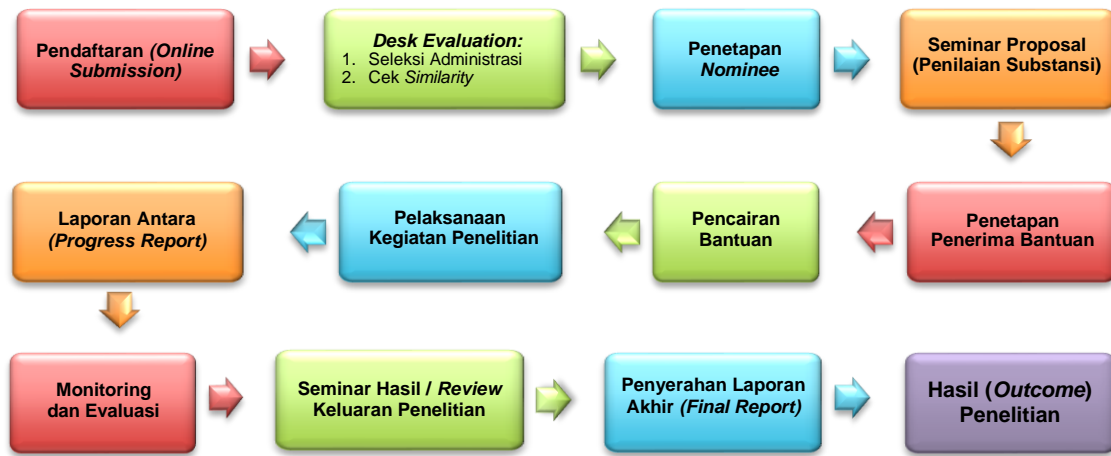 Pendaftaran (Online
Submission)
Desk Evaluation:
1. Seleksi Administrasi
2. Cek Similarity
Penetapan
Nominee
Seminar Proposal
(Penilaian Substansi)
Laporan Antara
(Progress Report)
Pelaksanaan
Kegiatan Penelitian
Pencairan
Bantuan
Penetapan
Penerima Bantuan
Monitoring
dan Evaluasi
Seminar Hasil / Review
Keluaran Penelitian
Penyerahan Laporan
Akhir (Final Report)
Hasil (Outcome)
Penelitian